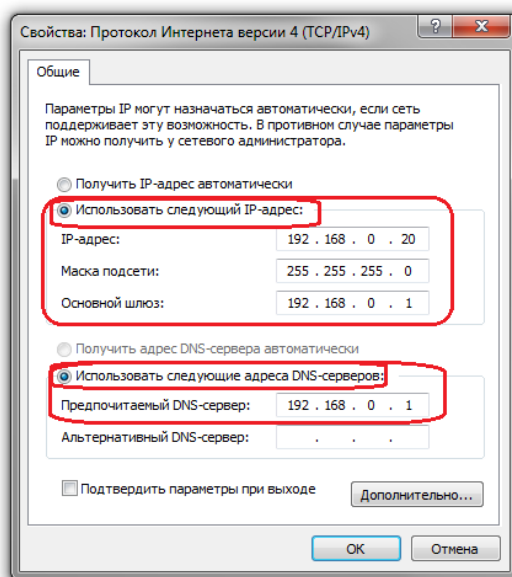 Свойства: Протокол Интернета версии 4 (TCP/IPv4)
Общие
Параметры IP могут назначаться автоматически, если сеть
поддерживает эту возможность. В противном случае параметры
IP можно получить у сетевого администратора.
Получить IP-адрес автоматически
Использовать следующий IP-адрес:
IP-адрес: 192 . 168 . 0 . 20
Маска подсети: 255 . 255 . 255 . 0
Основной шлюз: 192 . 168 . 0 . 1
Получить адрес DNS-сервера автоматически
Использовать следующие адреса DNS-серверов:
Предпочитаемый DNS-сервер: 192 . 168 . 0 . 1
Альтернативный DNS-сервер: . . .
Подтвердить параметры при выходе
Дополнительно...
ОК Отмена